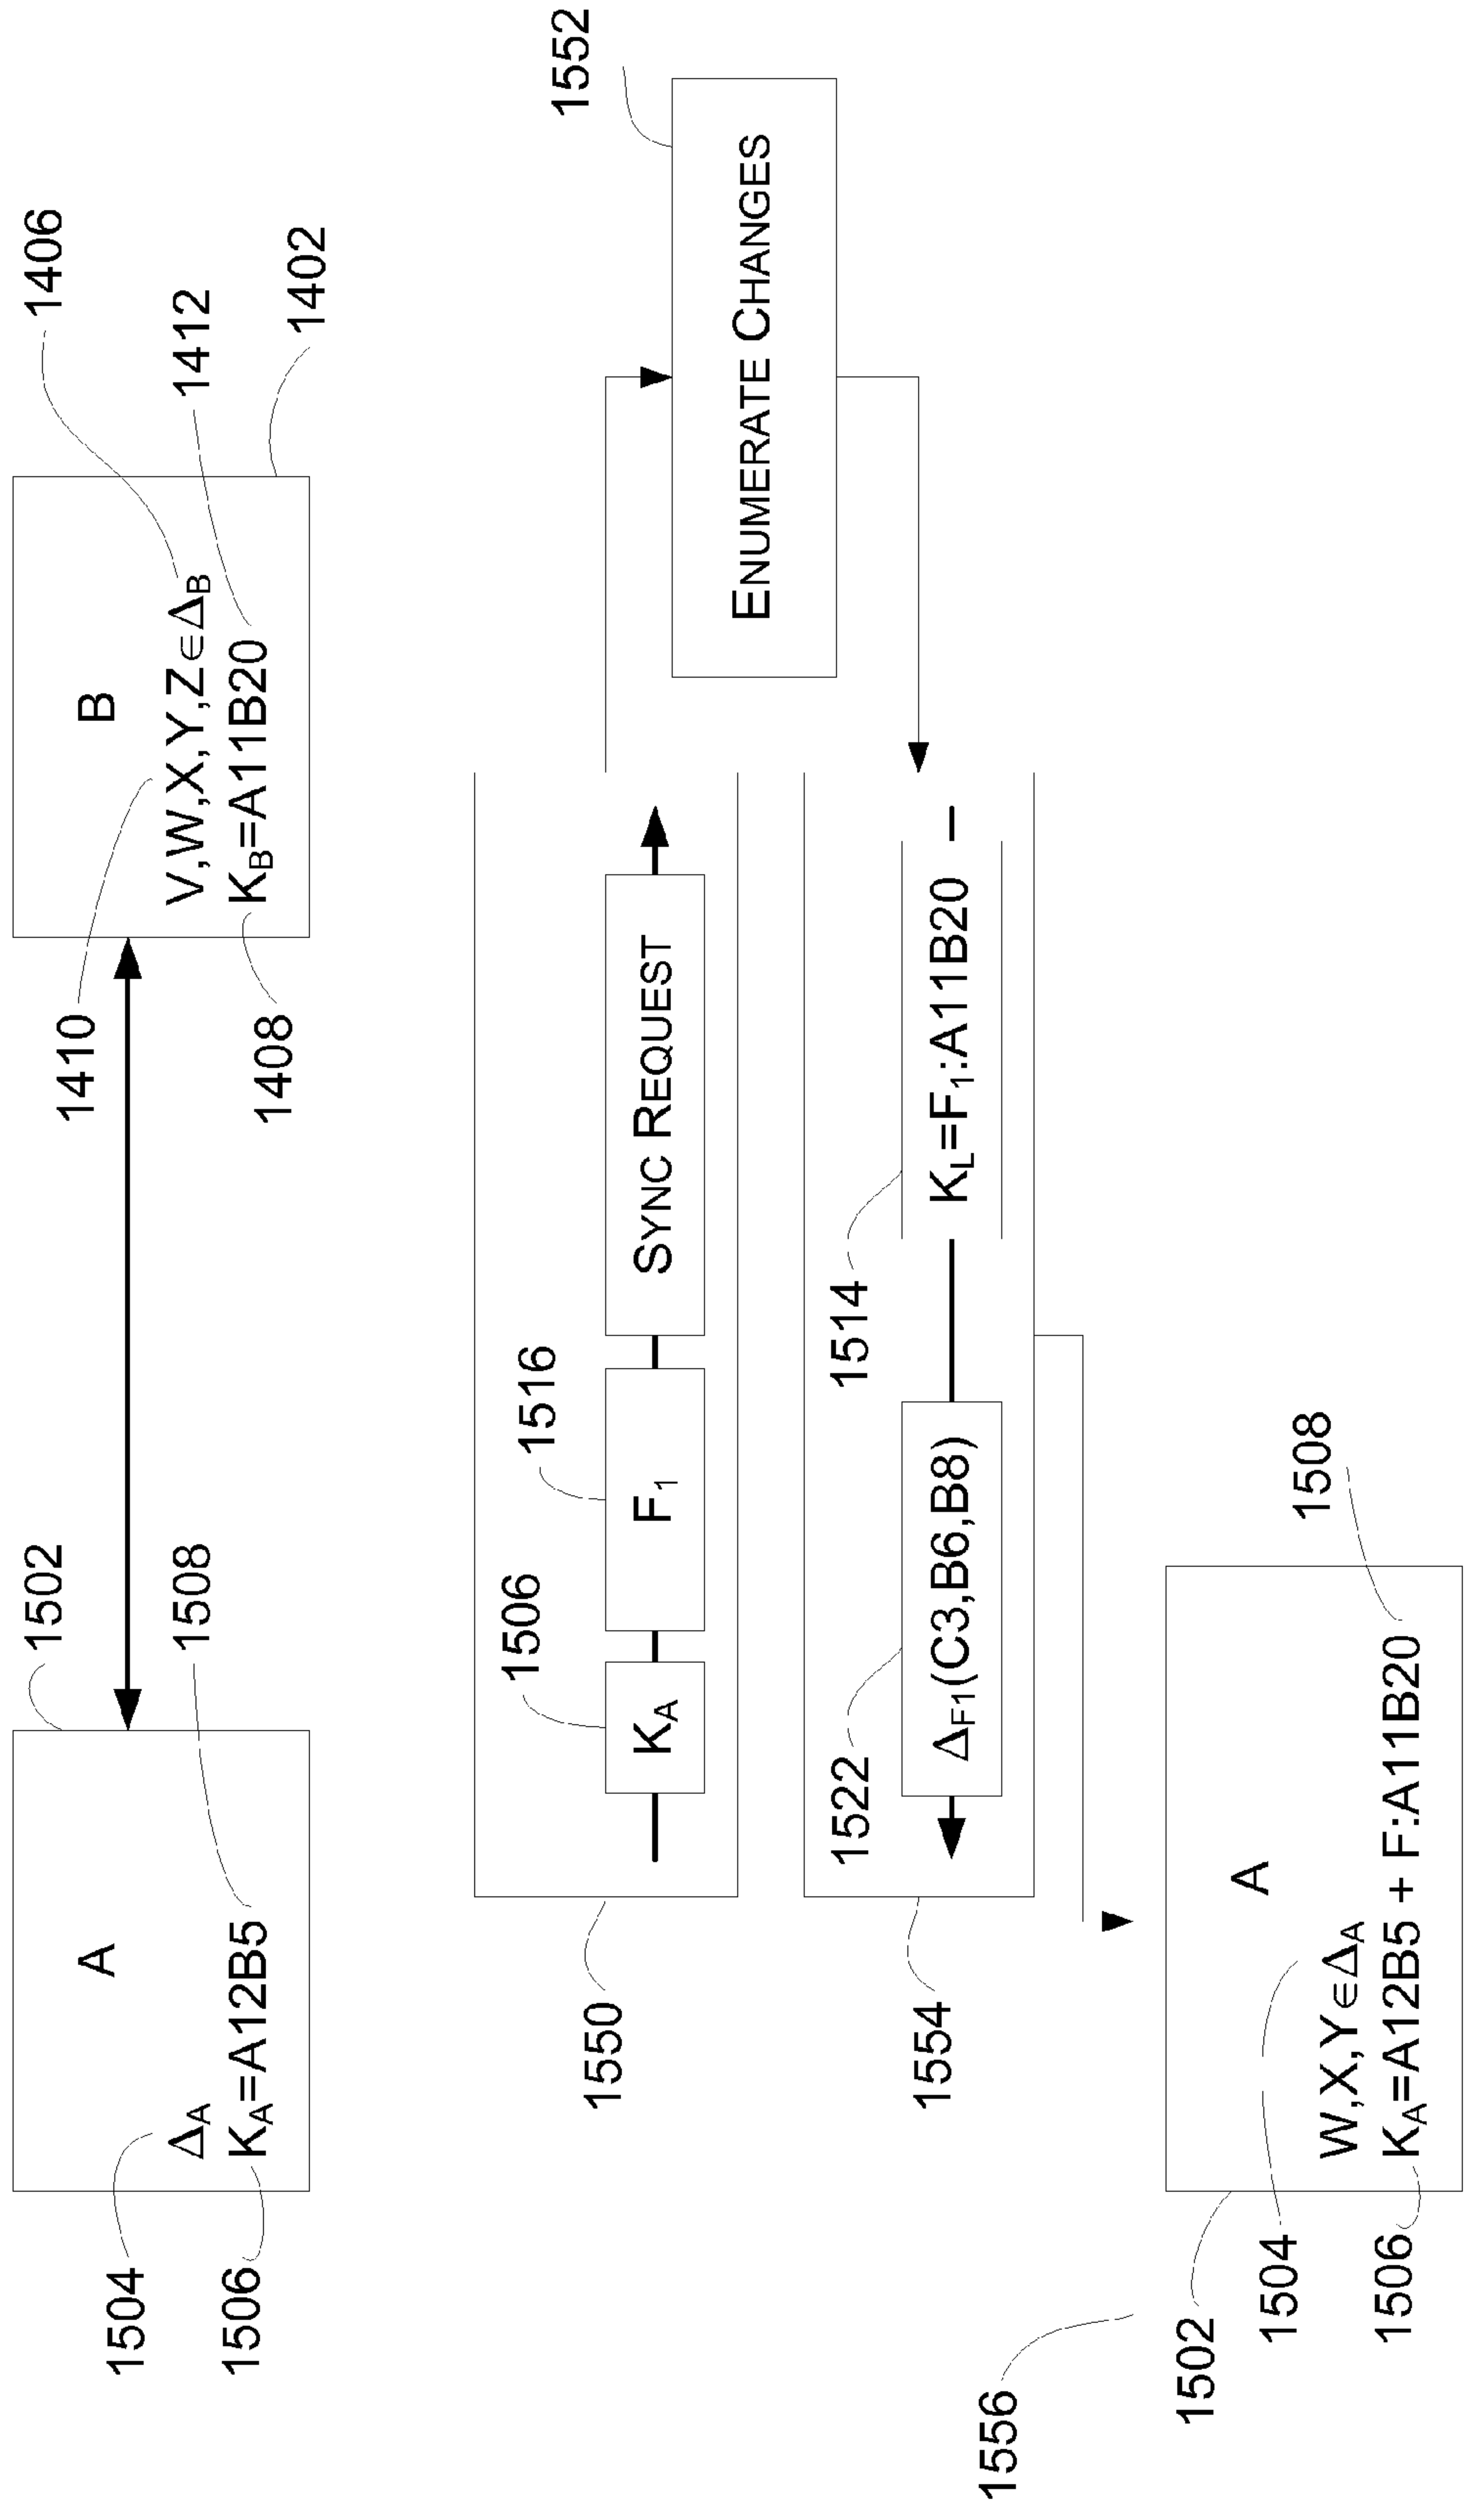 1502
1406
1504
A
1508
1410
B
1412
Δ_A
V,W,X,Y,Z∈Δ_B
1506
K_A=A12B5
1408
K_B=A11B20
1402
1506
1516
1552
1550
K_A
F_1
SYNC REQUEST
ENUMERATE CHANGES
1522
1514
1554
Δ_F1(C3,B6,B8)
K_L=F_1:A11B20
1556
1502
A
1508
1504
W,X,Y∈Δ_A
1506
K_A=A12B5 + F:A11B20